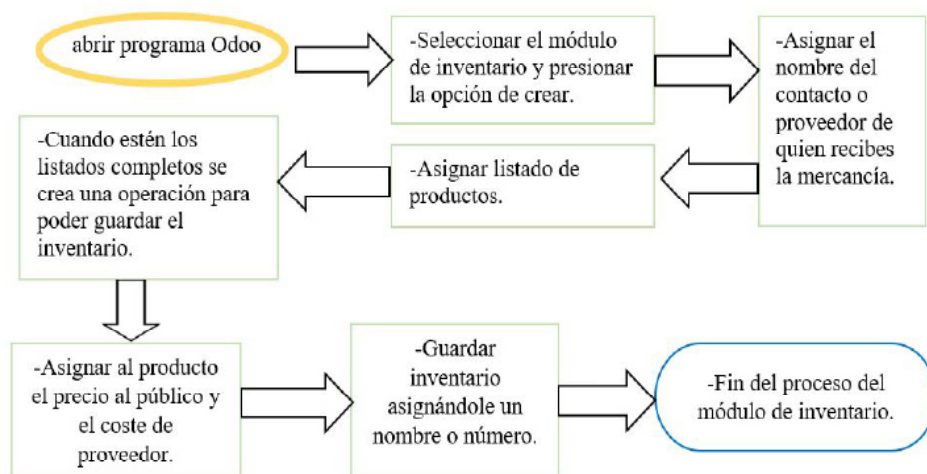 abrir programa Odoo
-Seleccionar el módulo
de inventario y presionar
la opción de crear.
-Asignar el
nombre del
contacto o
proveedor de
quien recibes
la mercancía.
-Asignar listado de
productos.
-Cuando estén los
listados completos se
crea una operación para
poder guardar el
inventario.
-Asignar al producto
el precio al público y
el coste de
proveedor.
-Guardar
inventario
asignándole un
nombre o número.
-Fin del proceso del
módulo de inventario.